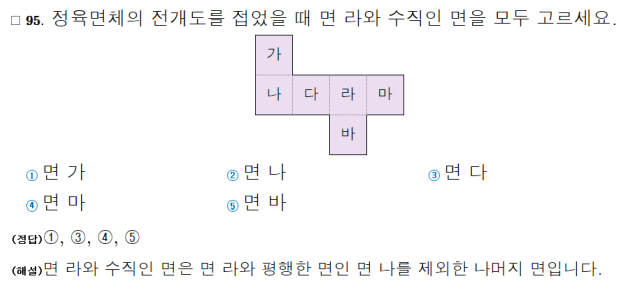 □ 95. 정육면체의 전개도를 접었을 때 면 라와 수직인 면을 모두 고르세요.
가
나 다 라 마
바
① 면 가 ② 면 나 ③ 면 다
④ 면 마 ⑤ 면 바
(정답)①, ③, ④, ⑤
(해설)면 라와 수직인 면은 면 라와 평행한 면인 면 나를 제외한 나머지 면입니다.